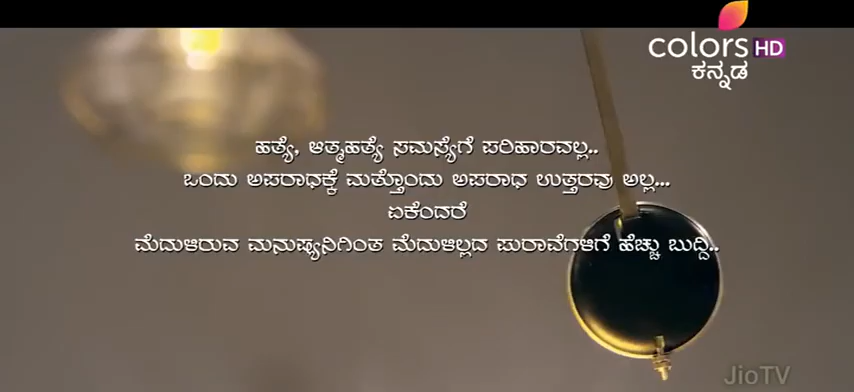 colors HD
ಕನ್ನಡ
ಹತ್ಯೆ, ಆತ್ಮಹತ್ಯೆ ಸಮಸ್ಯೆಗೆ ಪರಿಹಾರವಲ್ಲ..
ಒಂದು ಅಪರಾಧಕ್ಕೆ ಮತ್ತೊಂದು ಅಪರಾಧ ಉತ್ತರವು ಅಲ್ಲ...
ಏಕೆಂದರೆ
ಮೆದುಳಿರುವ ಮನುಷ್ಯನಿಗಿಂತ ಮೆದುಳಿಲ್ಲದ ಪುರಾವೆಗಳಿಗೆ ಹೆಚ್ಚು ಬುದ್ದಿ..
JioTV